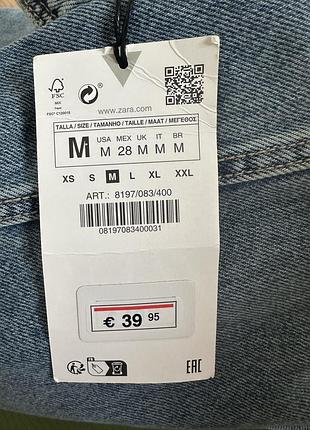 FSC
www.zara.com
TALLA / SIZE / TAMANHO / TAILLE / MAAT / ΜΕΓΕΘΟΣ
M
USA MEX UK IT BR
M 28 M M M
XS S M L XL XXL
ART.: 8197/083/400
08197083400031
€ 39 95
EAC